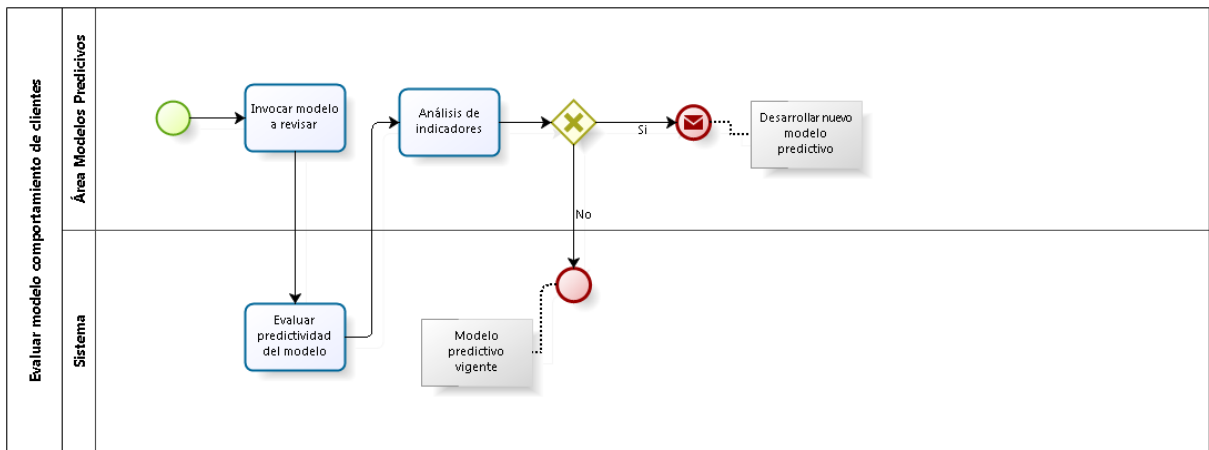 Evaluar modelo comportamiento de clientes
Área Modelos Predicivos
Invocar modelo
a revisar
Análisis de
indicadores
Si
Desarrollar nuevo
modelo
predictivo
No
Sistema
Evaluar
predictividad
del modelo
Modelo
predictivo
vigente